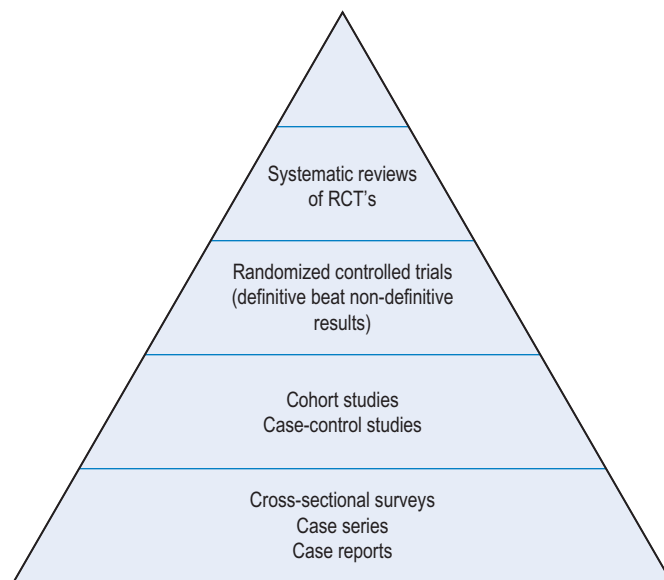 Systematic reviews
of RCT's
Randomized controlled trials
(definitive beat non-definitive
results)
Cohort studies
Case-control studies
Cross-sectional surveys
Case series
Case reports